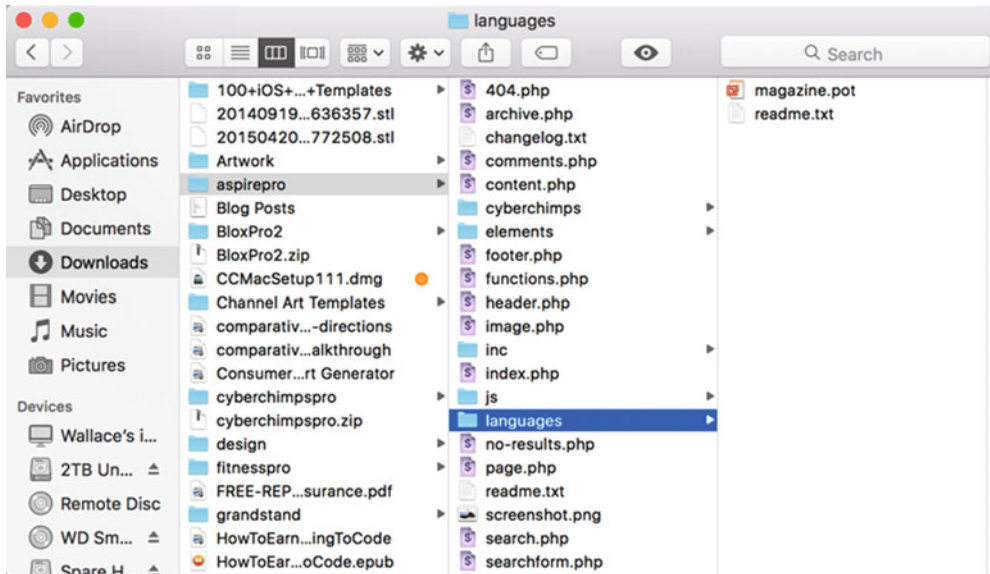 languages
Search
Favorites
AirDrop
Applications
Desktop
Documents
Downloads
Movies
Music
Pictures
Devices
Wallace's i...
2TB Un...
Remote Disc
WD Sm...
Spare H...
100+iOS+...+Templates
20140919...636357.stl
20150420...772508.stl
Artwork
aspirepro
Blog Posts
BloxPro2
BloxPro2.zip
CCMacSetup111.dmg
Channel Art Templates
comparativ...-directions
comparativ...alkthrough
Consumer...rt Generator
cyberchimpspro
cyberchimpspro.zip
design
fitnesspro
FREE-REP...surance.pdf
grandstand
HowToEarn...ingToCode
HowToEar...oCode.epub
404.php
archive.php
changelog.txt
comments.php
content.php
cyberchimps
elements
footer.php
functions.php
header.php
image.php
inc
index.php
js
languages
no-results.php
page.php
readme.txt
screenshot.png
search.php
searchform.php
magazine.pot
readme.txt